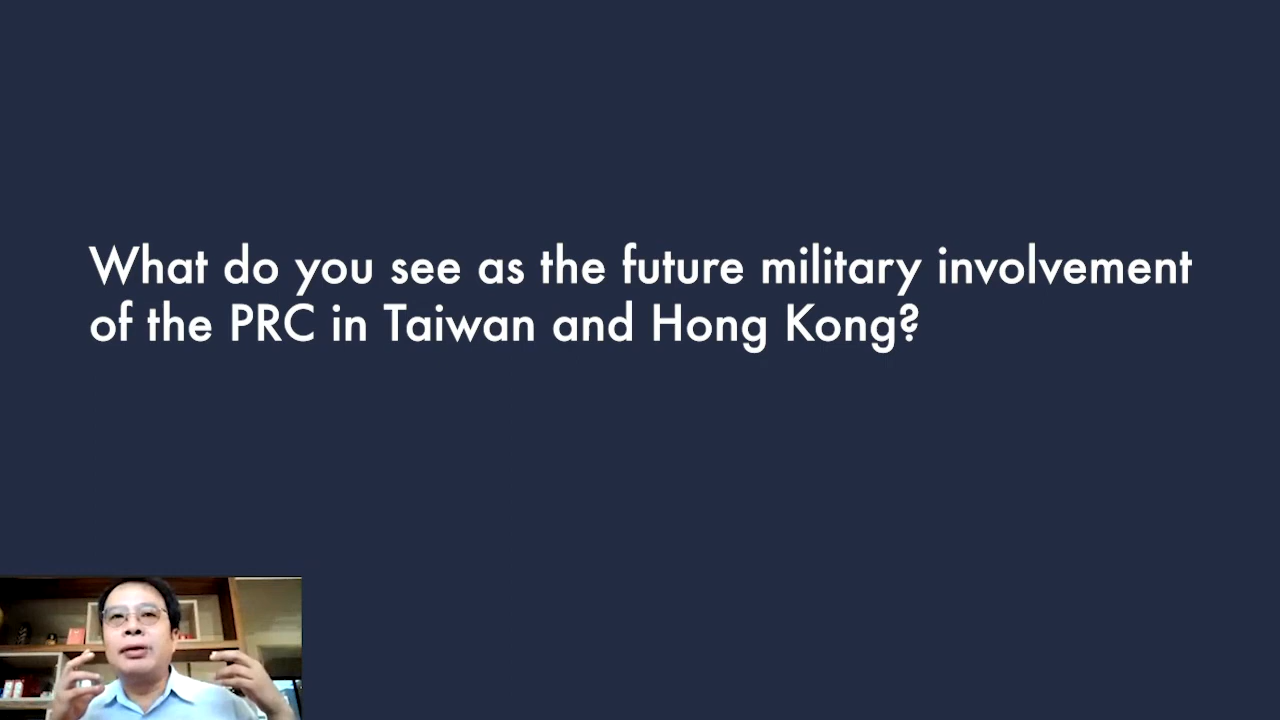 What do you see as the future military involvement
of the PRC in Taiwan and Hong Kong?